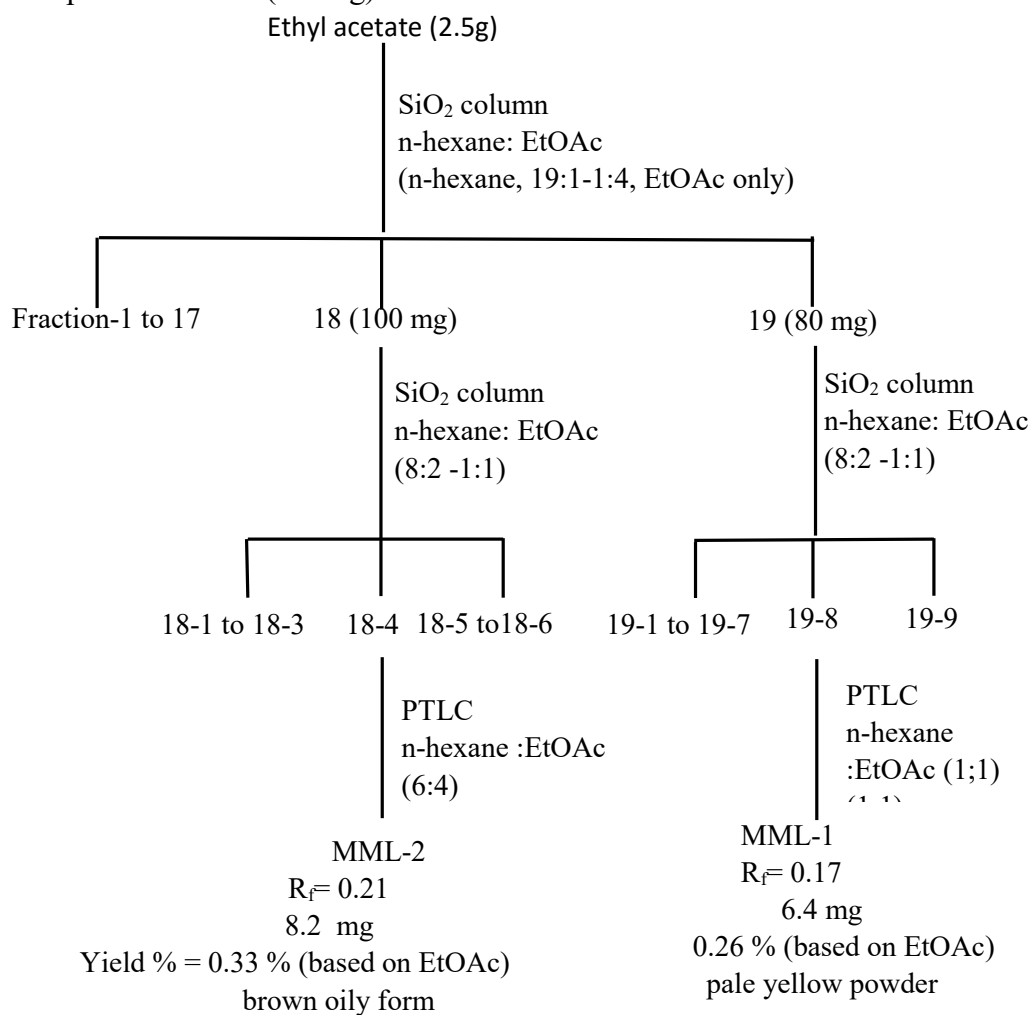 Ethyl acetate (2.5g)
SiO₂ column
n-hexane: EtOAc
(n-hexane, 19:1-1:4, EtOAc only)
Fraction-1 to 17
18 (100 mg)
19 (80 mg)
SiO₂ column
n-hexane: EtOAc
(8:2 -1:1)
SiO₂ column
n-hexane: EtOAc
(8:2 -1:1)
18-1 to 18-3
18-4
18-5 to18-6
19-1 to 19-7
19-8
19-9
PTLC
n-hexane :EtOAc
(6:4)
PTLC
n-hexane
:EtOAc (1;1)
MML-2
Rf= 0.21
8.2 mg
Yield % = 0.33 % (based on EtOAc)
brown oily form
MML-1
Rf= 0.17
6.4 mg
0.26 % (based on EtOAc)
pale yellow powder